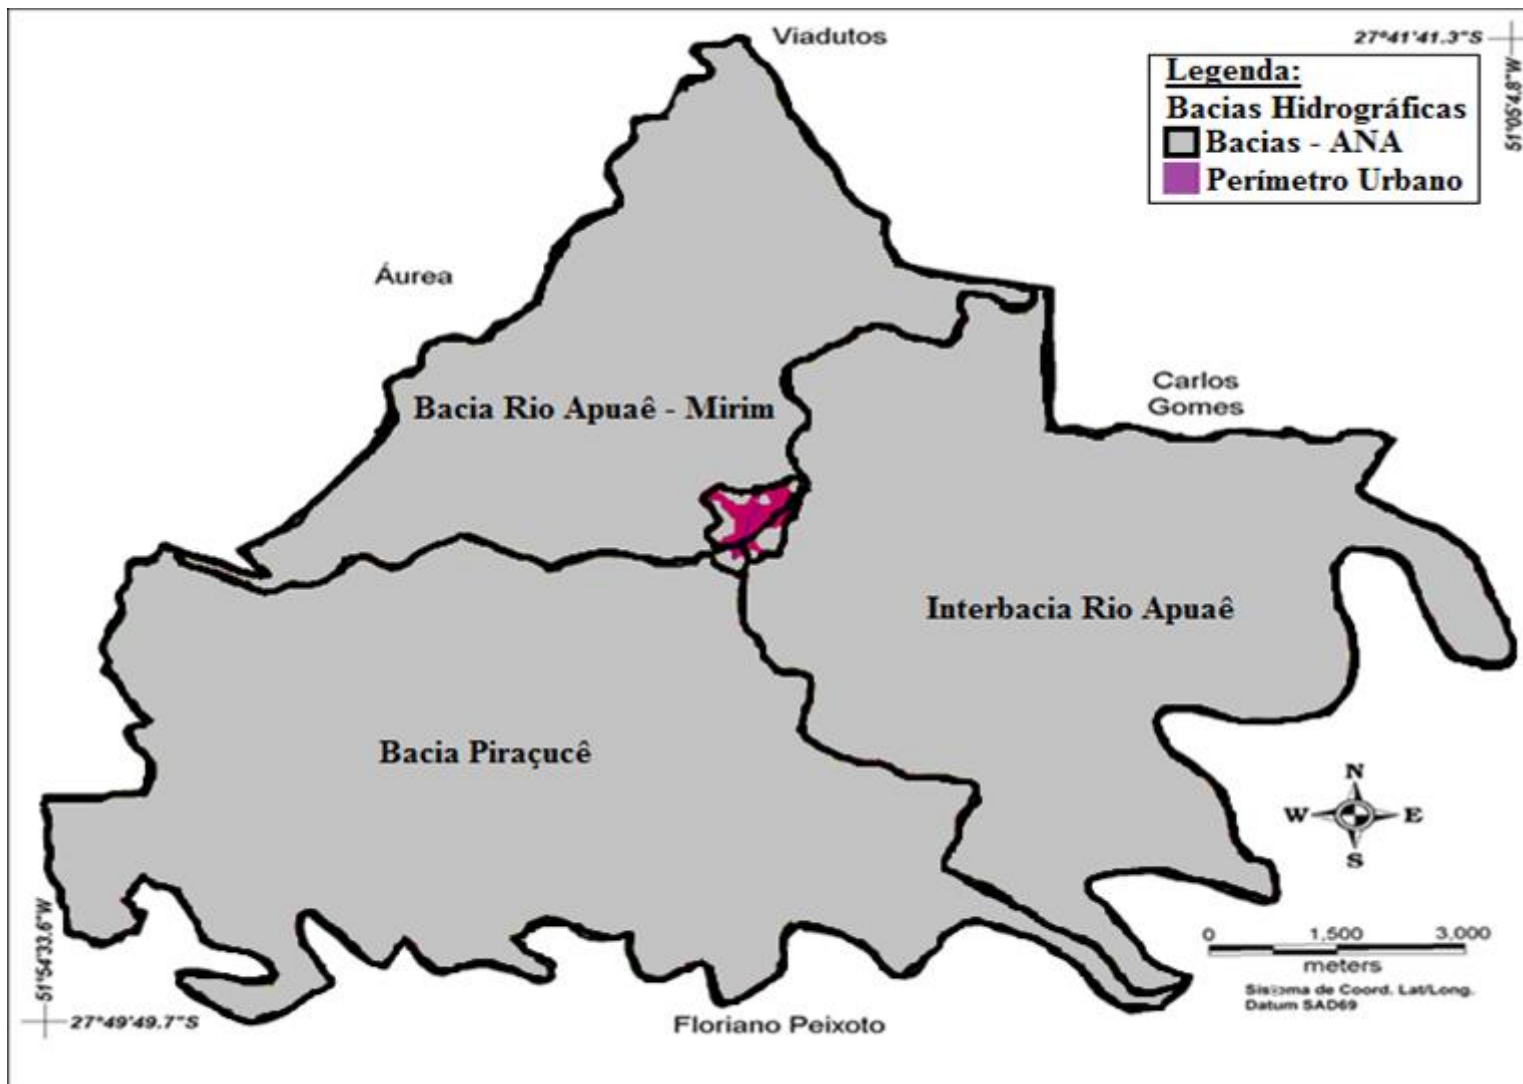 Viadutos
27°41'41.3"S
51°05'4.8"W
Legenda:
Bacias Hidrográficas
Bacias - ANA
Perímetro Urbano
Áurea
Carlos
Gomes
Bacia Rio Apuaê - Mirim
Interbacia Rio Apuaê
Bacia Piraçucê
N
W E
S
0 1,500 3,000
meters
Sistema de Coord. Lat/Long.
Datum SAD69
51°54'33.6"W
27°49'49.7"S
Floriano Peixoto